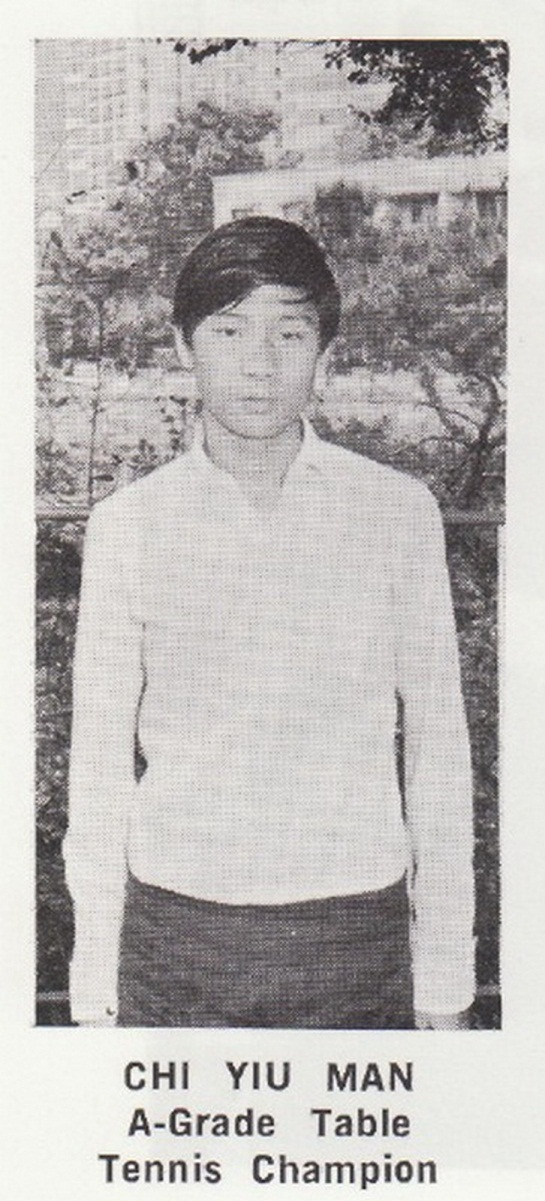 CHI YIU MAN
A-Grade Table
Tennis Champion